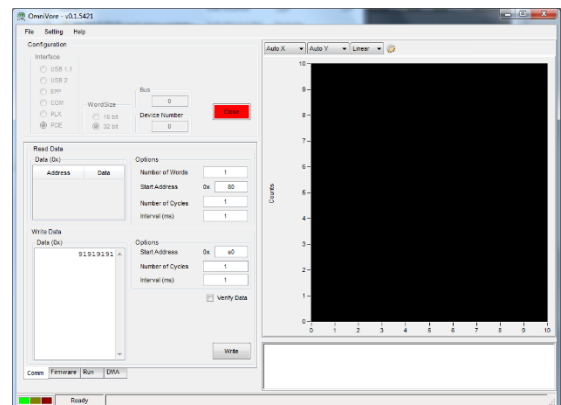 OmniVore - v0.1.5421
File Setting Help
Configuration
Interface
USB 1.1
USB 2
EPP
COM
PLX
PCIE
WordSize
16 bit
32 bit
Bus
0
Device Number
0
Close
Read Data
Data (0x)
Address Data
Options
Number of Words 1
Start Address 0x 80
Number of Cycles 1
Interval (ms) 1
Write Data
Data (0x)
91919191
Options
Start Address 0x a0
Number of Cycles 1
Interval (ms) 1
Verify Data
Write
Comm Firmware Run DMA
Ready
Auto X Auto Y Linear
Counts
10
9
8
7
6
5
4
3
2
1
0
0 1 2 3 4 5 6 7 8 9 10